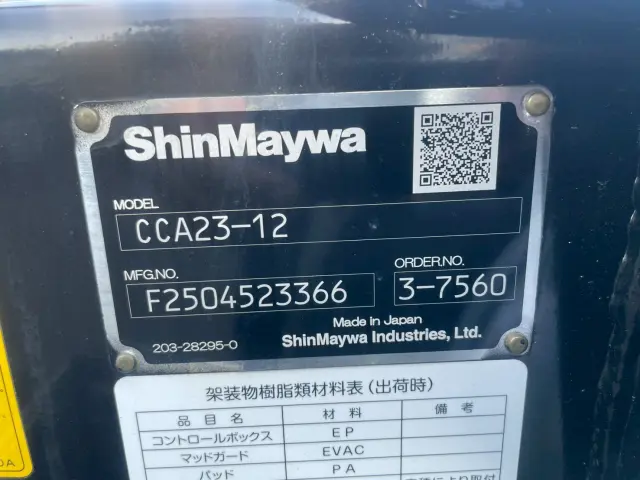 ShinMaywa
MODEL
CCA23-12
MFG.NO. ORDER.NO.
F2504523366 3-7560
Made in Japan
203-28295-0 ShinMaywa Industries, Ltd.
架装物樹脂類材料表（出荷時）
品目名 材料 備考
コントロールボックス EP
マッドガード EVAC
パッド PA
0A